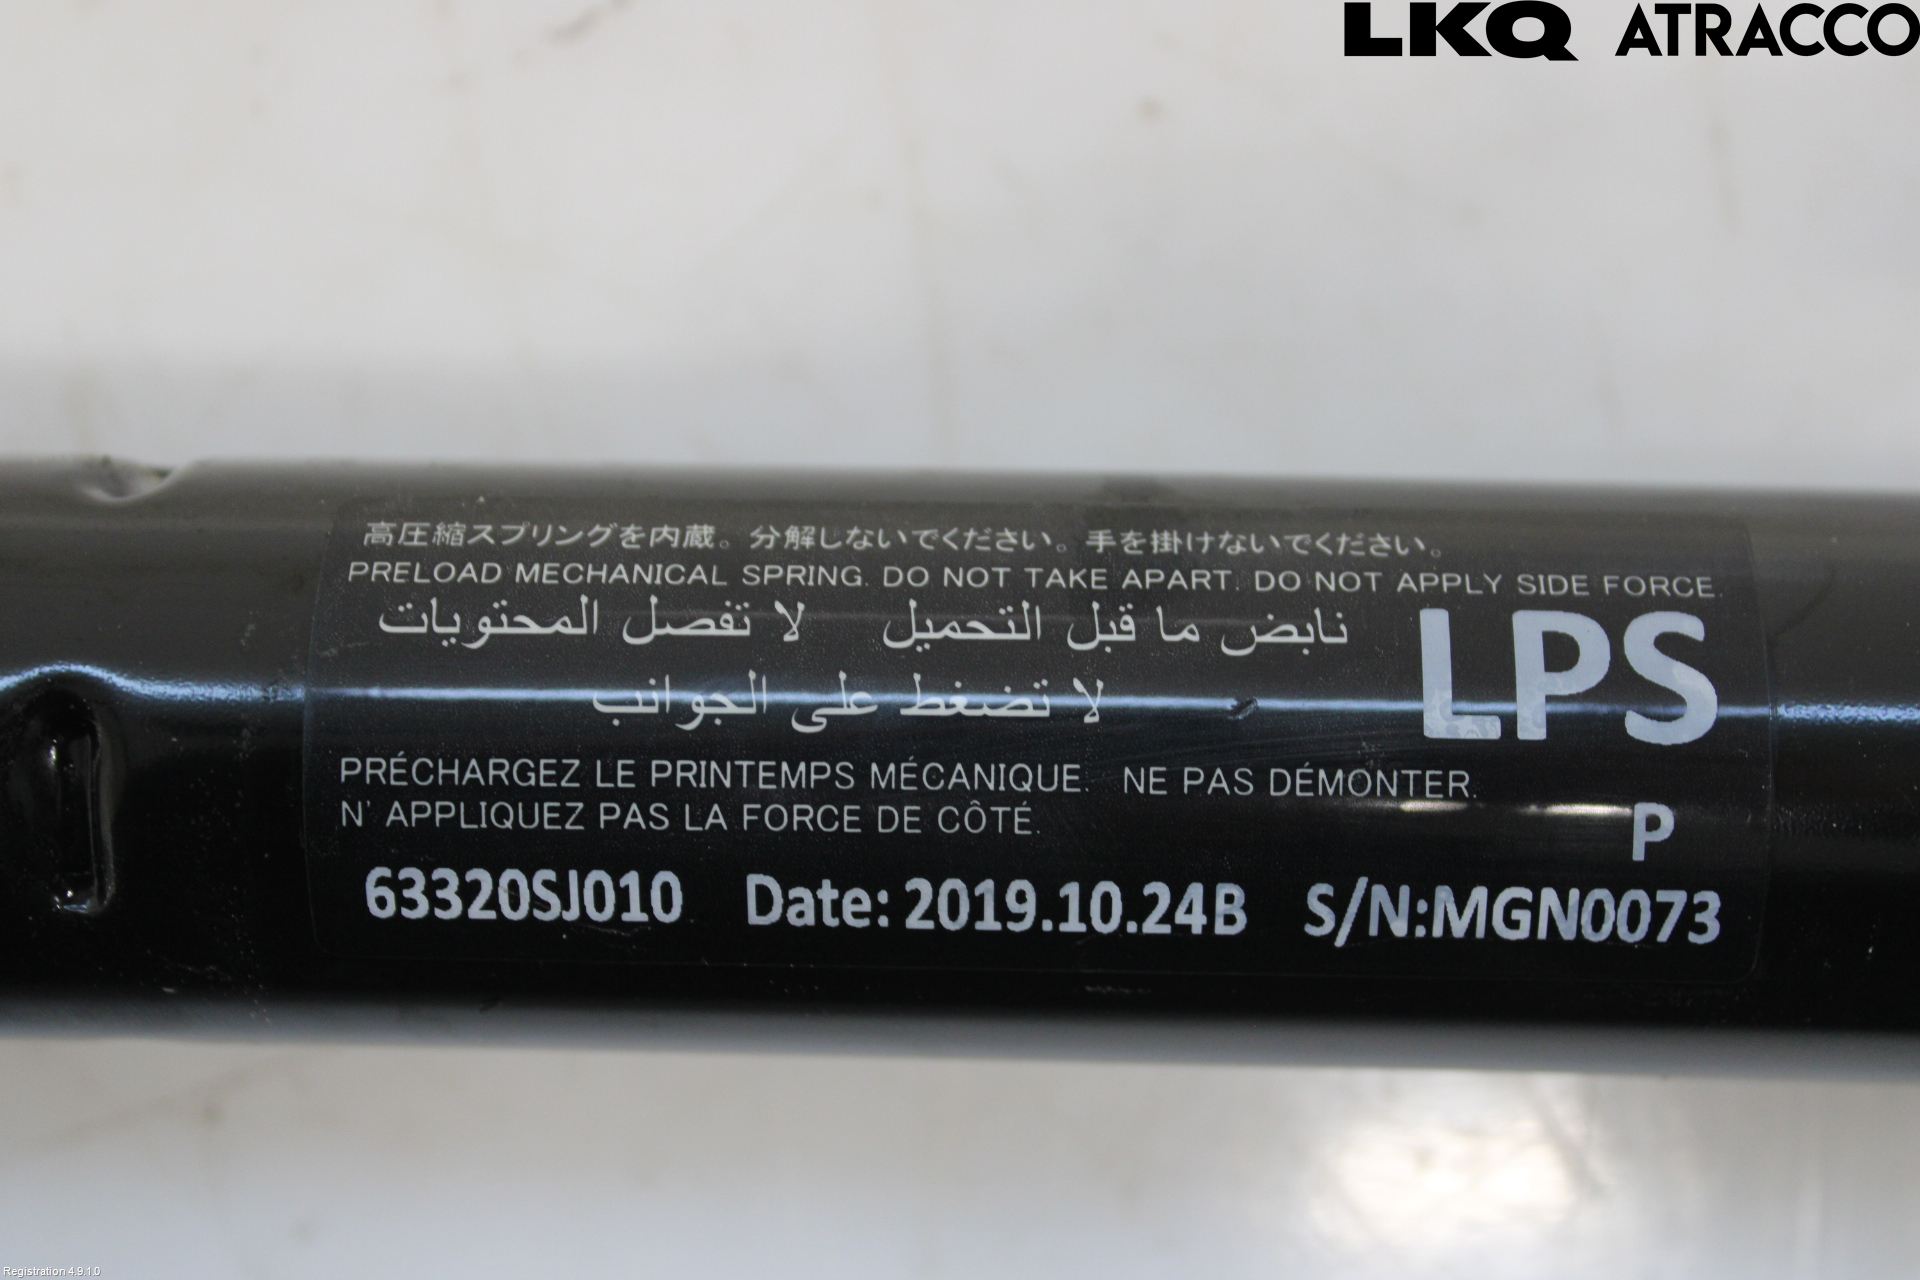 LKQ ATRACCO
高圧縮スプリングを内蔵。分解しないでください。手を掛けないでください。
PRELOAD MECHANICAL SPRING. DO NOT TAKE APART. DO NOT APPLY SIDE FORCE.
نابض ما قبل التحميل لا تفصل المحتويات
LPS
لا تضغط على الجوانب
PRÉCHARGEZ LE PRINTEMPS MÉCANIQUE. NE PAS DÉMONTER.
N' APPLIQUEZ PAS LA FORCE DE CÔTÉ.
P
63320SJ010 Date: 2019.10.24B S/N:MGN0073
Registration 4.9.1.0